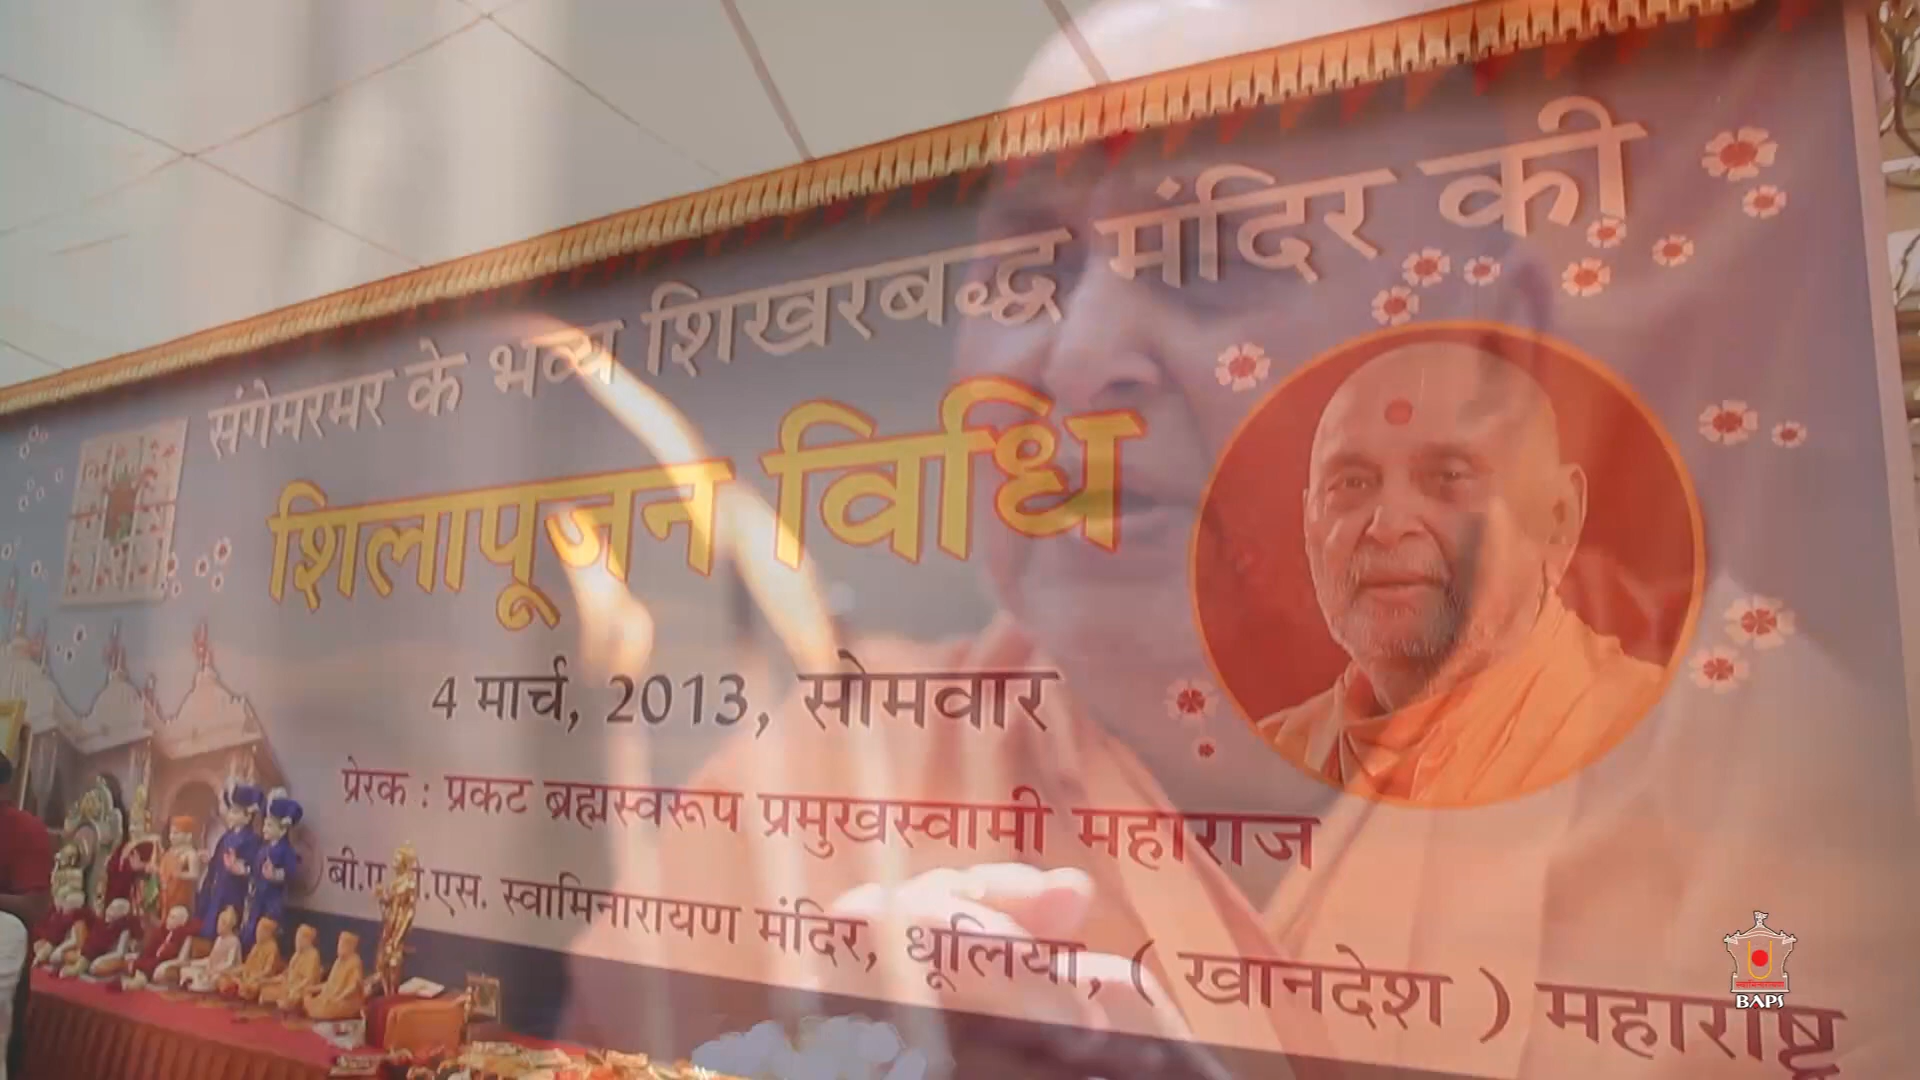 संगेमरमर के भव्य शिखरबद्ध मंदिर की
शिलापूजन विधि
4 मार्च, 2013, सोमवार
प्रेरक : प्रकट ब्रह्मस्वरूप प्रमुखस्वामी महाराज
बी.ए .एस. स्वामिनारायण मंदिर, धूलिया, ( खानदेश ) महाराष्ट्र
BAPS